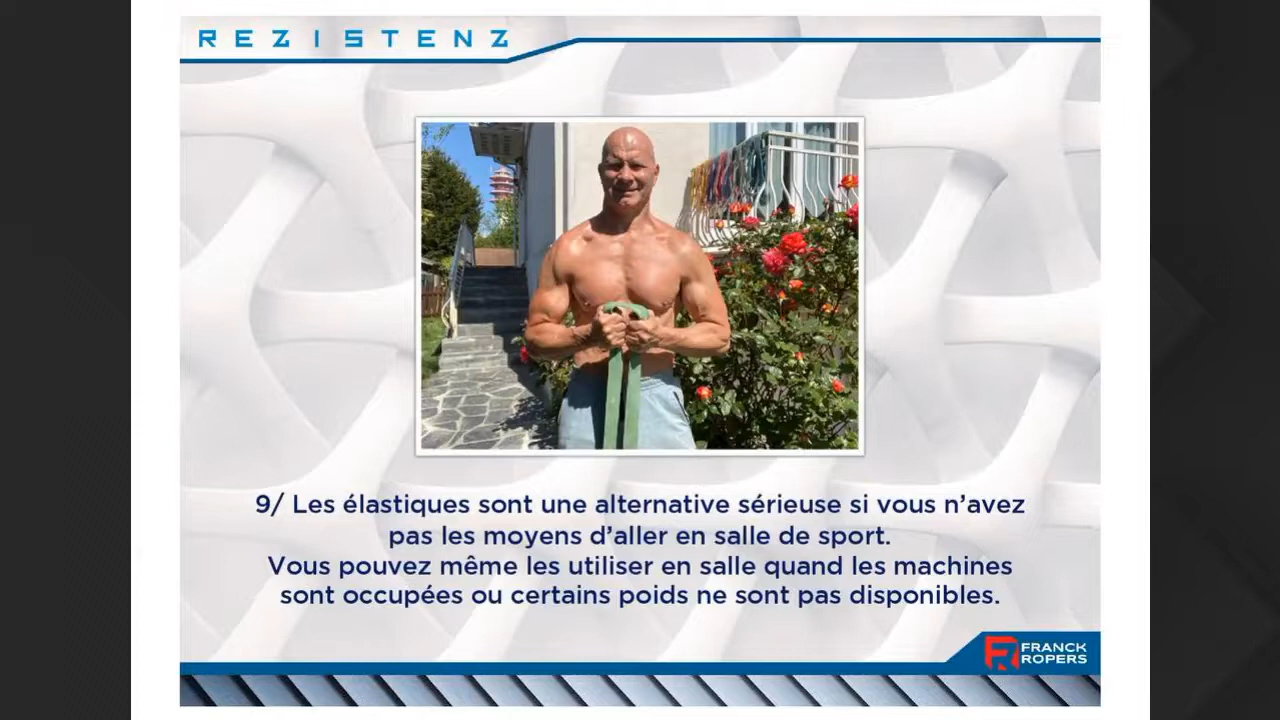 REZISTENZ
9/ Les élastiques sont une alternative sérieuse si vous n’avez
pas les moyens d’aller en salle de sport.
Vous pouvez même les utiliser en salle quand les machines
sont occupées ou certains poids ne sont pas disponibles.
FRANCK
ROPERS